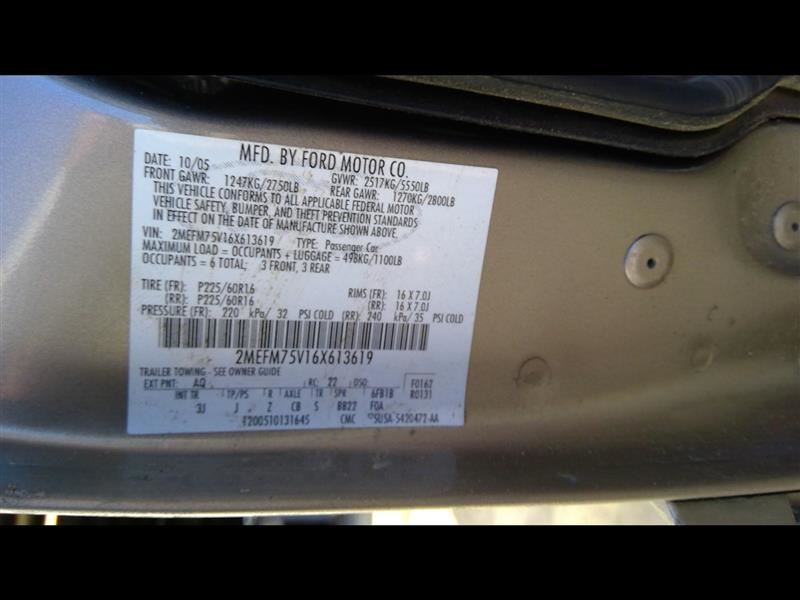 MFD. BY FORD MOTOR CO.
DATE: 10/05 GVWR: 2517KG/5550LB
FRONT GAWR: 1247KG/2750LB REAR GAWR: 1270KG/2800LB
THIS VEHICLE CONFORMS TO ALL APPLICABLE FEDERAL MOTOR
VEHICLE SAFETY, BUMPER, AND THEFT PREVENTION STANDARDS
IN EFFECT ON THE DATE OF MANUFACTURE SHOWN ABOVE.
VIN: 2MEFM75V16X613619 TYPE: Passenger Car
MAXIMUM LOAD = OCCUPANTS + LUGGAGE = 498KG/1100LB
OCCUPANTS = 6 TOTAL: 3 FRONT, 3 REAR
TIRE (FR): P225/60R16 RIMS (FR): 16 X 7.0J
(RR): P225/60R16 (RR): 16 X 7.0J
PRESSURE (FR): 220 kPa/ 32 PSI COLD (RR): 240 kPa/35 PSI COLD
2MEFM75V16X613619
TRAILER TOWING - SEE OWNER GUIDE
EXT PNT: AQ RC: 22 DSO: F0162
INT TR TP/PS R AXLE TR SPR 6FB1B R0131
3J J Z CB S BB22 F0A
T200510131645 CMC 5U5A-5420472-AA